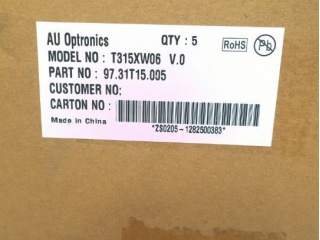 AU Optronics QTY : 5 RoHS Pb
MODEL NO : T315XW06 V.0
PART NO : 97.31T15.005
CUSTOMER NO:
CARTON NO :
Made in China *ZS0205-1282500383*